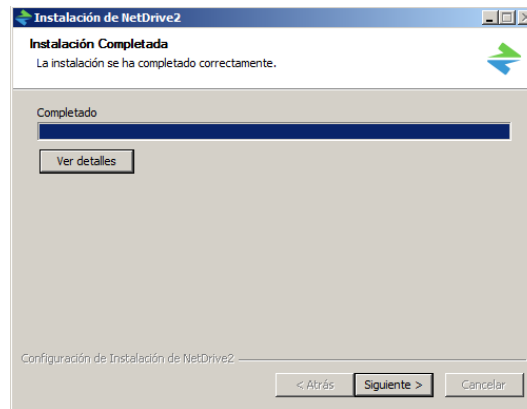 Instalación de NetDrive2
Instalación Completada
La instalación se ha completado correctamente.
Completado
Ver detalles
Configuración de Instalación de NetDrive2
< Atrás Siguiente > Cancelar